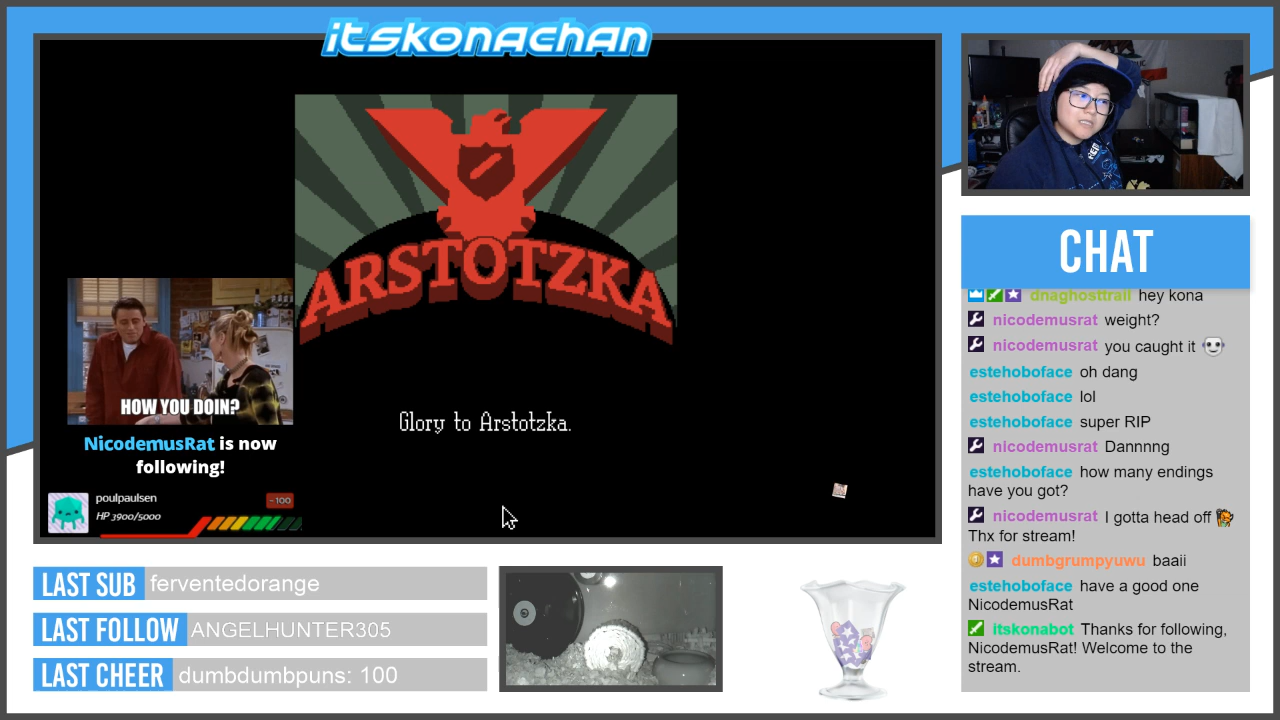 itskonachan
ARSTOTZKA
Glory to Arstotzka.
HOW YOU DOIN?
NicodemusRat is now
following!
poulpaulsen
-100
HP 3900/5000
LAST SUB ferventedorange
LAST FOLLOW ANGELHUNTER305
LAST CHEER dumbdumbpuns: 100
CHAT
dnaghosttrail hey kona
nicodemusrat weight?
nicodemusrat you caught it
estehoboface oh dang
estehoboface lol
estehoboface super RIP
nicodemusrat Dannnng
estehoboface how many endings
have you got?
nicodemusrat I gotta head off
Thx for stream!
dumbgrumpyuwu baaii
estehoboface have a good one
NicodemusRat
itskonabot Thanks for following,
NicodemusRat! Welcome to the
stream.